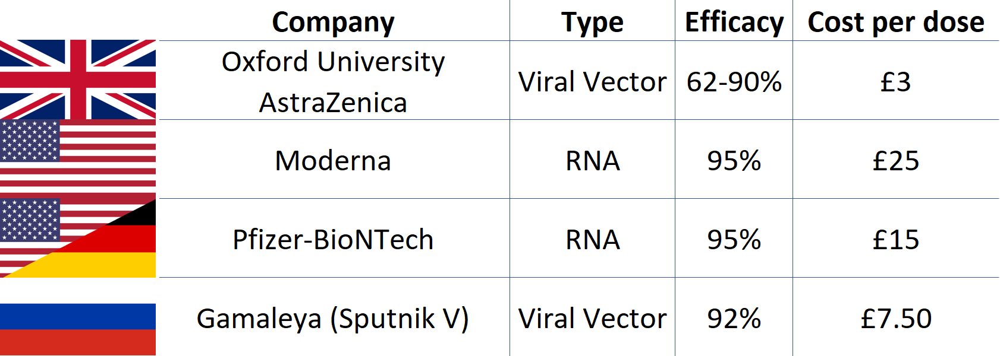 Company Type Efficacy Cost per dose
Oxford University
AstraZenica Viral Vector 62-90% £3
Moderna RNA 95% £25
Pfizer-BioNTech RNA 95% £15
Gamaleya (Sputnik V) Viral Vector 92% £7.50